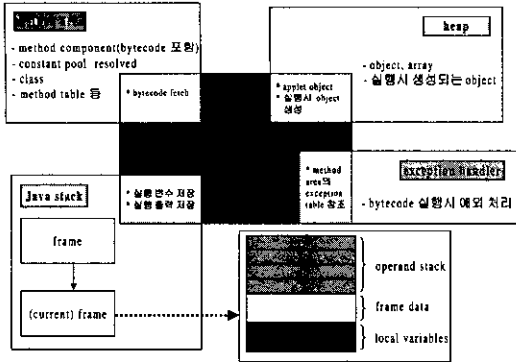 - method component(bytecode 포함)
- constant pool resolved
- class
- method table 등
* bytecode fetch
heap
- object, array
- 실행시 생성되는 object
* applet object
* 실행시 object
생성
* method
area의
exception
table 참조
exception handler
- bytecode 실행시 예외 처리
Java stack
* 실행 변수 저장
* 실행 출력 저장
frame
(current) frame
operand stack
frame data
local variables